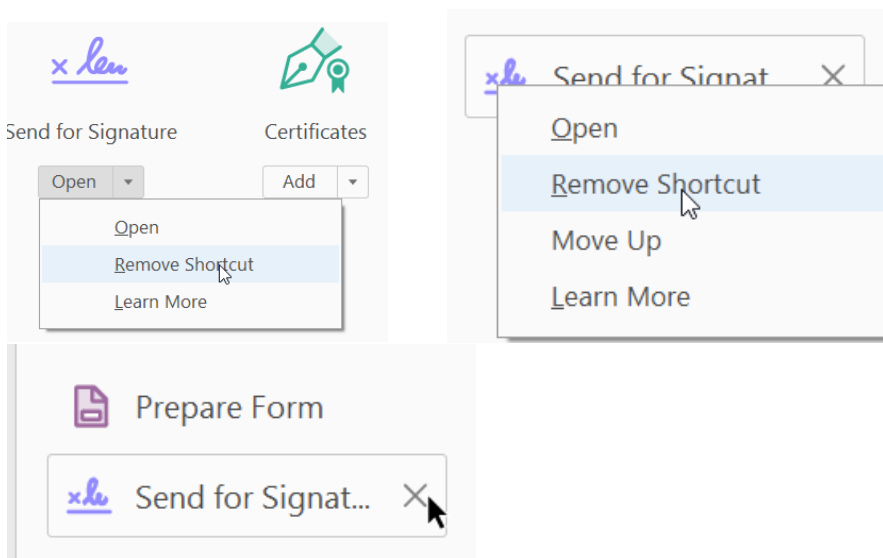 Send for Signature
Certificates
Open
Add
Open
Remove Shortcut
Learn More
Send for Signat
Open
Remove Shortcut
Move Up
Learn More
Prepare Form
Send for Signat...